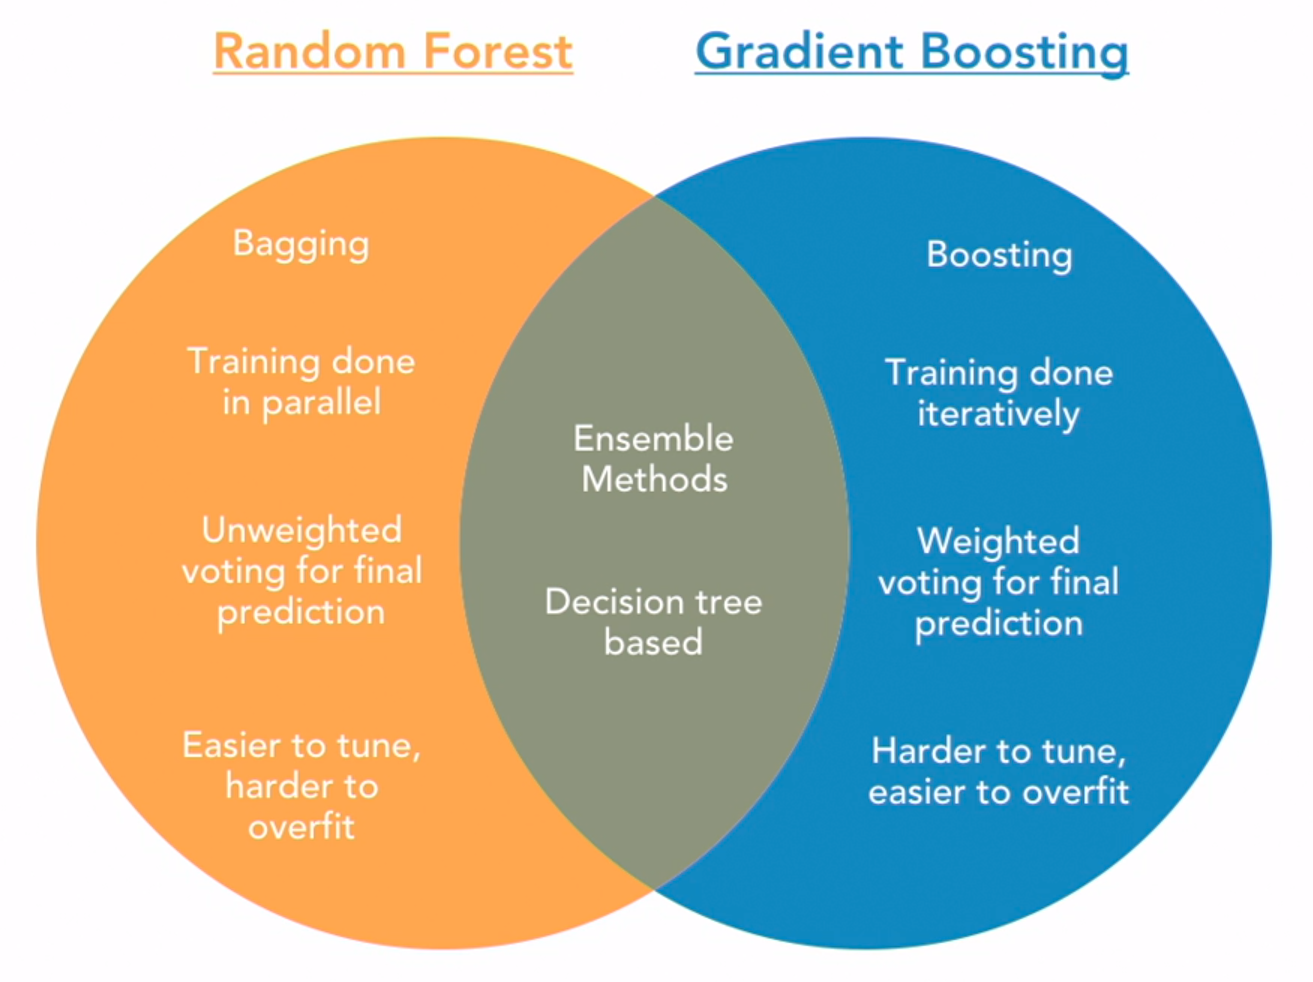 Random Forest
Gradient Boosting
Bagging
Training done
in parallel
Unweighted
voting for final
prediction
Easier to tune,
harder to
overfit
Ensemble
Methods
Decision tree
based
Boosting
Training done
iteratively
Weighted
voting for final
prediction
Harder to tune,
easier to overfit